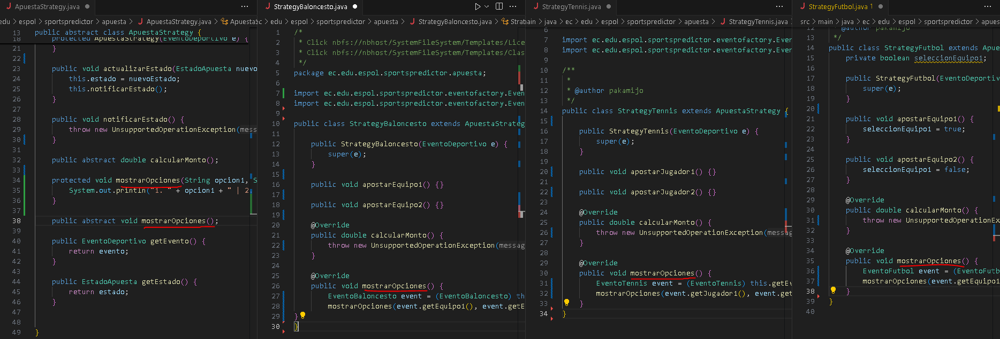 ApuestaStrategy.java
edu > espol > sportspredictor > apuesta > ApuestaStrategy.java >
13 public abstract class ApuestaStrategy {
18 protected ApuestaStrategy(EventoDeportivo e) {
21 }
22
23 public void actualizarEstado(EstadoApuesta nuevo
24 this.estado = nuevoEstado;
25 this.notificarEstado();
26 }
27
28 public void notificarEstado() {
29 throw new UnsupportedOperationException(mess
30 }
31
32 public abstract double calcularMonto();
33
34 protected void mostrarOpciones(String opcion1, S
35 System.out.println("1. " + opcion1 + " | 2.
36 }
37
38 public abstract void mostrarOpciones();
39
40 public EventoDeportivo getEvento() {
41 return evento;
42 }
43
44 public EstadoApuesta getEstado() {
45 return estado;
46 }
47
48
49 }
StrategyBaloncesto.java
edu > espol > sportspredictor > apuesta > StrategyBaloncesto.java >
1 /*
2 * Click nbfs://nbhost/SystemFileSystem/Templates/Lice
3 * Click nbfs://nbhost/SystemFileSystem/Templates/Clas
4 */
5 package ec.edu.espol.sportspredictor.apuesta;
6
7 import ec.edu.espol.sportspredictor.eventofactory.Even
8 import ec.edu.espol.sportspredictor.eventofactory.Even
9
10 public class StrategyBaloncesto extends ApuestaStrateg
11
12 public StrategyBaloncesto(EventoDeportivo e) {
13 super(e);
14 }
15
16 public void apostarEquipo1() {}
17
18 public void apostarEquipo2() {}
19
20 @Override
21 public double calcularMonto() {
22 throw new UnsupportedOperationException(messag
23 }
24
25 @Override
26 public void mostrarOpciones() {
27 EventoBaloncesto event = (EventoBaloncesto) th
28 mostrarOpciones(event.getEquipo1(), event.getE
29 }
30 }
StrategyTennis.java
main > java > ec > edu > espol > sportspredictor > apuesta > StrategyTennis.java
6
7 import ec.edu.espol.sportspredictor.eventofactory.Ever
8 import ec.edu.espol.sportspredictor.eventofactory.Ever
9
10 /**
11 *
12 * @author pakamijo
13 */
14 public class StrategyTennis extends ApuestaStrategy {
15
16 public StrategyTennis(EventoDeportivo e) {
17 super(e);
18 }
19
20 public void apostarJugador1() {}
21
22 public void apostarJugador2() {}
23
24 @Override
25 public double calcularMonto() {
26 throw new UnsupportedOperationException(messag
27 }
28
29 @Override
30 public void mostrarOpciones() {
31 EventoTennis event = (EventoTennis) this.getEv
32 mostrarOpciones(event.getJugador1(), event.get
33 }
34 }
StrategyFutbol.java 1
src > main > java > ec > edu > espol > sportspredictor > apues
12 * @author pakamijo
13 */
14 public class StrategyFutbol extends Apue
15 private boolean seleccionEquipo1;
16
17 public StrategyFutbol(EventoDeportiv
18 super(e);
19 }
20
21 public void apostarEquipo1() {
22 seleccionEquipo1 = true;
23 }
24
25 public void apostarEquipo2() {
26 seleccionEquipo1 = false;
27 }
28
29 @Override
30 public double calcularMonto() {
31 throw new UnsupportedOperationEx
32 }
33
34 @Override
35 public void mostrarOpciones() {
36 EventoFutbol event = (EventoFutb
37 mostrarOpciones(event.getEquipo1
38 }
39 }
40